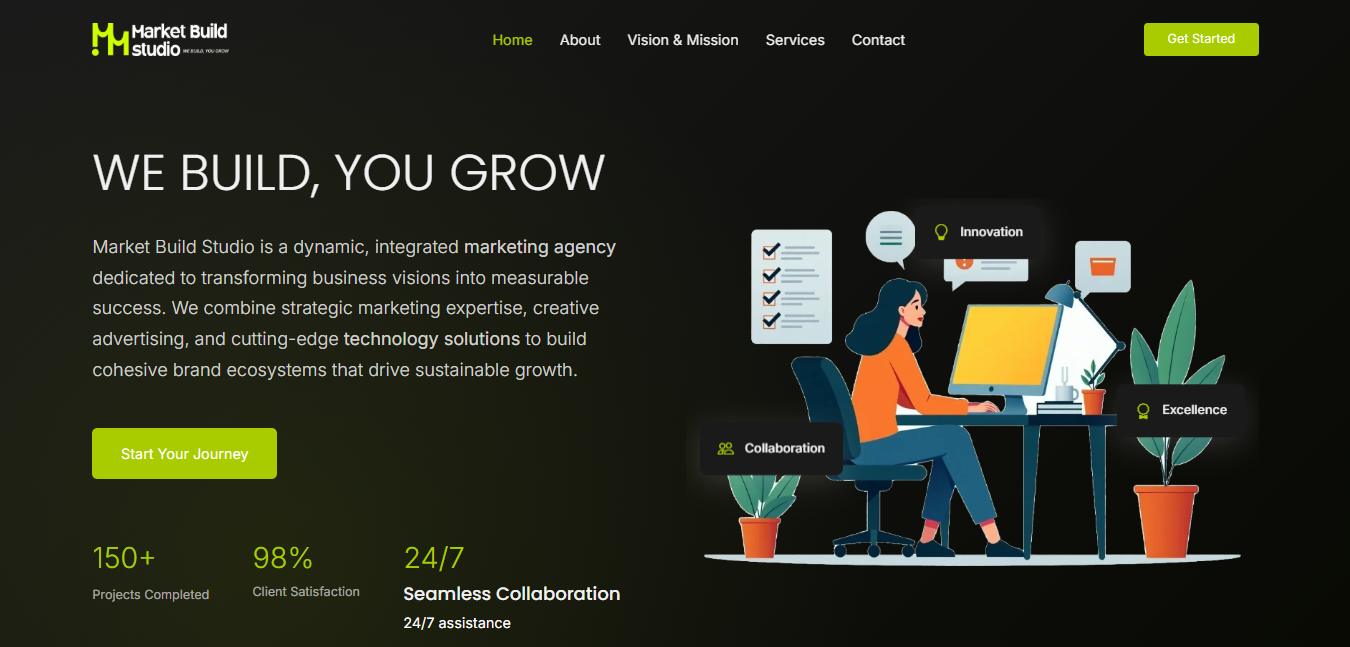 Market Build
studio WE BUILD, YOU GROW
Home About Vision & Mission Services Contact
Get Started
WE BUILD, YOU GROW
Market Build Studio is a dynamic, integrated marketing agency
dedicated to transforming business visions into measurable
success. We combine strategic marketing expertise, creative
advertising, and cutting-edge technology solutions to build
cohesive brand ecosystems that drive sustainable growth.
Start Your Journey
150+
Projects Completed
98%
Client Satisfaction
24/7
Seamless Collaboration
24/7 assistance
Innovation
Excellence
Collaboration